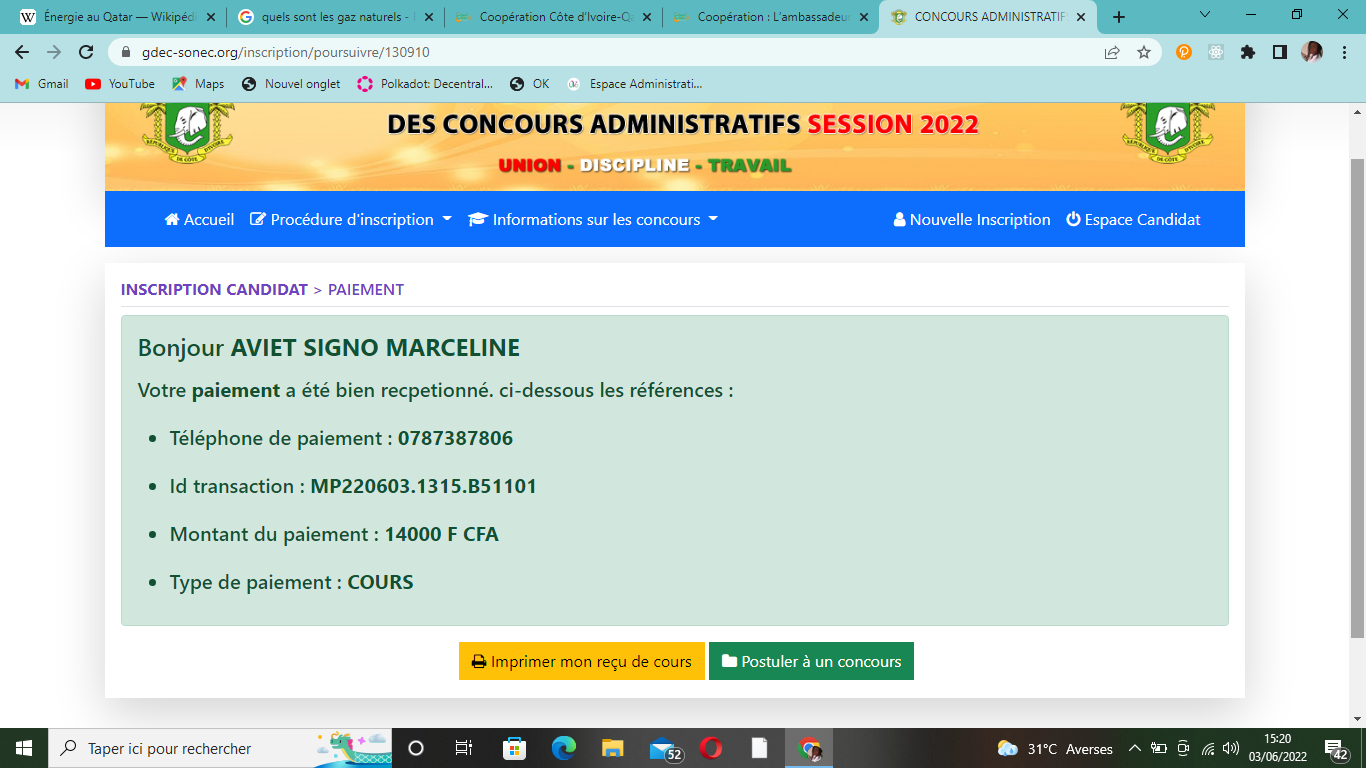 Énergie au Qatar — Wikipédi
quels sont les gaz naturels -
Coopération Côte d'Ivoire-Qa
Coopération : L'ambassadeur
CONCOURS ADMINISTRATIFS
gdec-sonec.org/inscription/poursuivre/130910
Gmail
YouTube
Maps
Nouvel onglet
Polkadot: Decentral...
OK
Espace Administrati...
DES CONCOURS ADMINISTRATIFS SESSION 2022
UNION - DISCIPLINE - TRAVAIL
Accueil
Procédure d'inscription
Informations sur les concours
Nouvelle Inscription
Espace Candidat
INSCRIPTION CANDIDAT > PAIEMENT
Bonjour AVIET SIGNO MARCELINE
Votre paiement a été bien recpetionné. ci-dessous les références :
• Téléphone de paiement : 0787387806
• Id transaction : MP220603.1315.B51101
• Montant du paiement : 14000 F CFA
• Type de paiement : COURS
Imprimer mon reçu de cours
Postuler à un concours
Taper ici pour rechercher
52
31°C Averses
15:20
03/06/2022
42